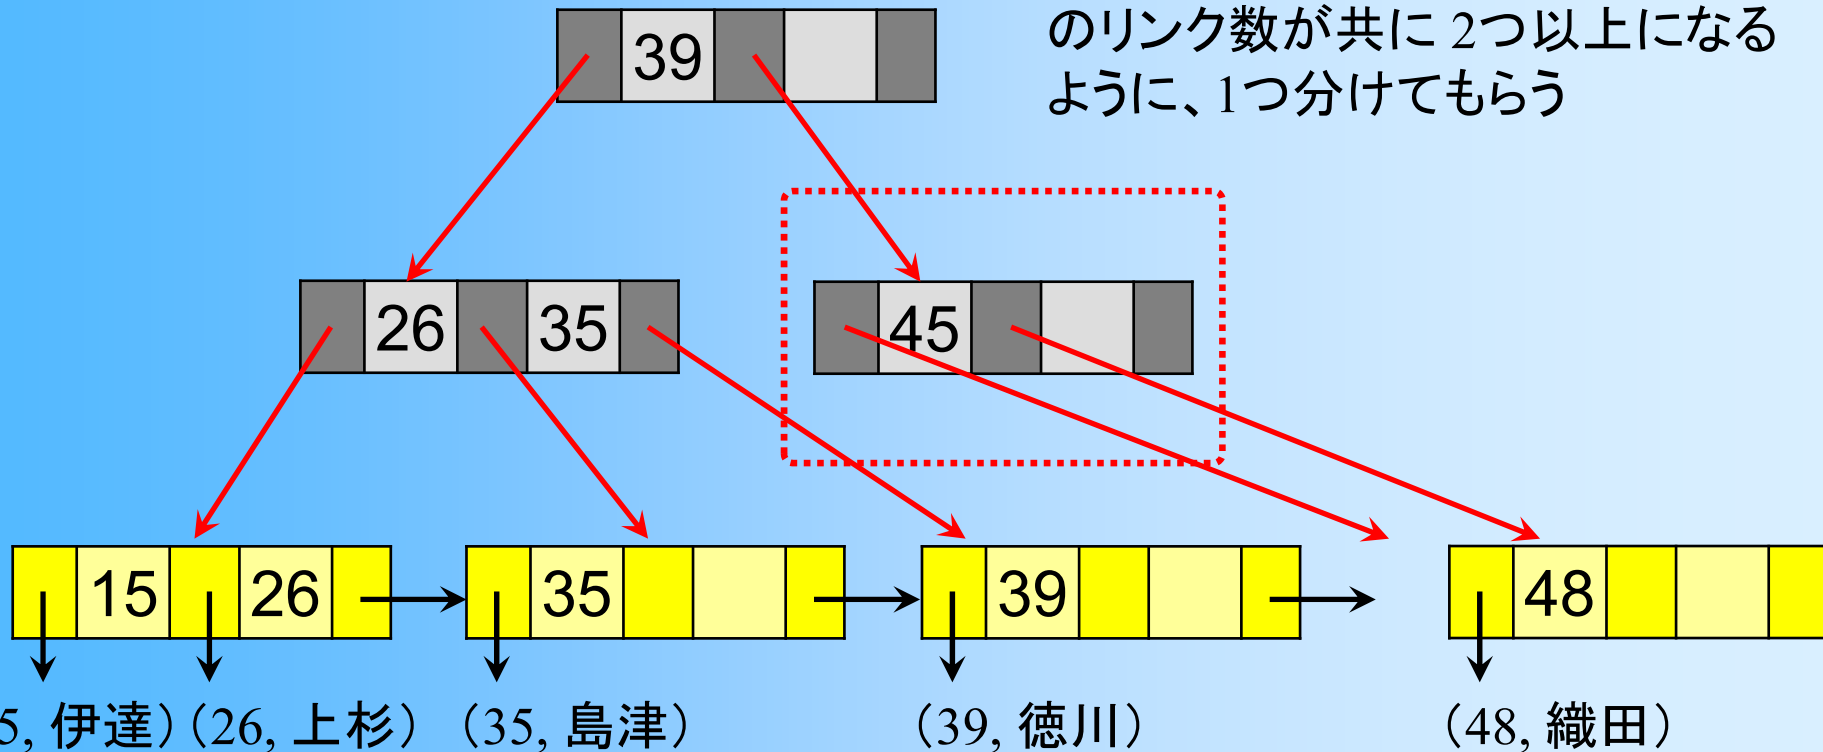 のリンク数が共に 2つ以上になる
ように、1つ分けてもらう
39
26 35
45
15 26
35
39
48
5, 伊達)
(26, 上杉)
(35, 島津)
(39, 徳川)
(48, 織田)